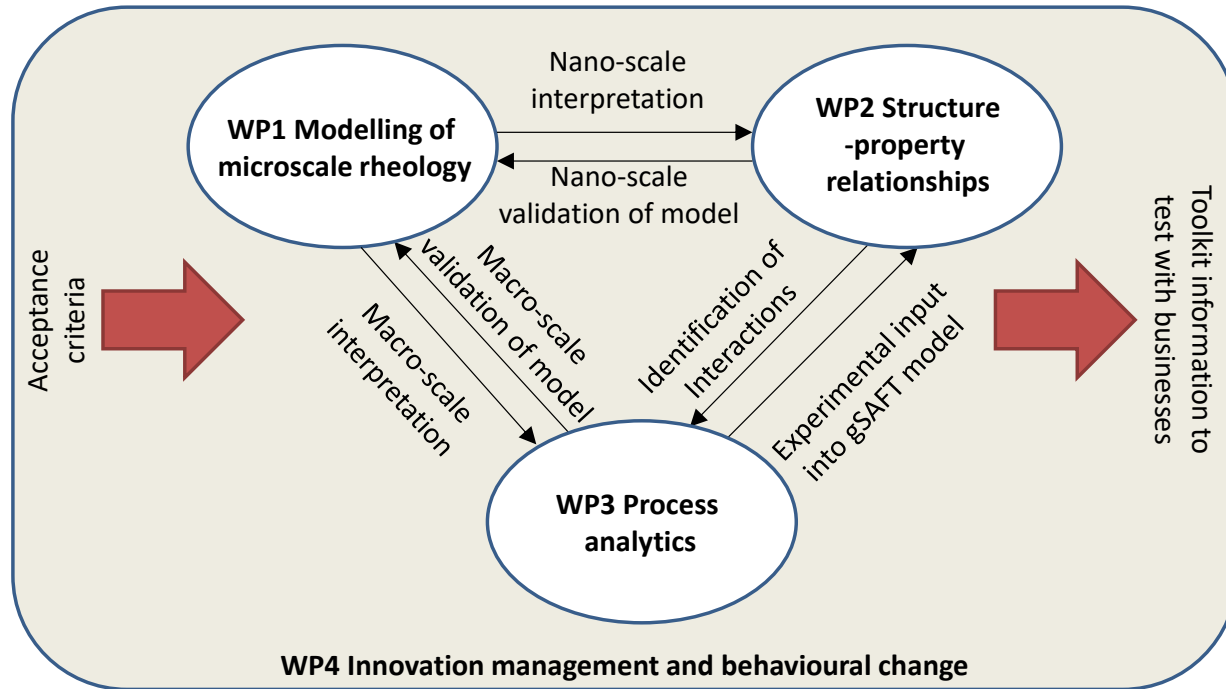 Nano-scale
interpretation
WP1 Modelling of
microscale rheology
WP2 Structure
-property
relationships
Nano-scale
validation of model
Acceptance
criteria
Macro-scale
interpretation
Macro-scale
validation of model
Identification of
Interactions
Experimental input
into gSAFT model
Toolkit information to
test with businesses
WP3 Process
analytics
WP4 Innovation management and behavioural change